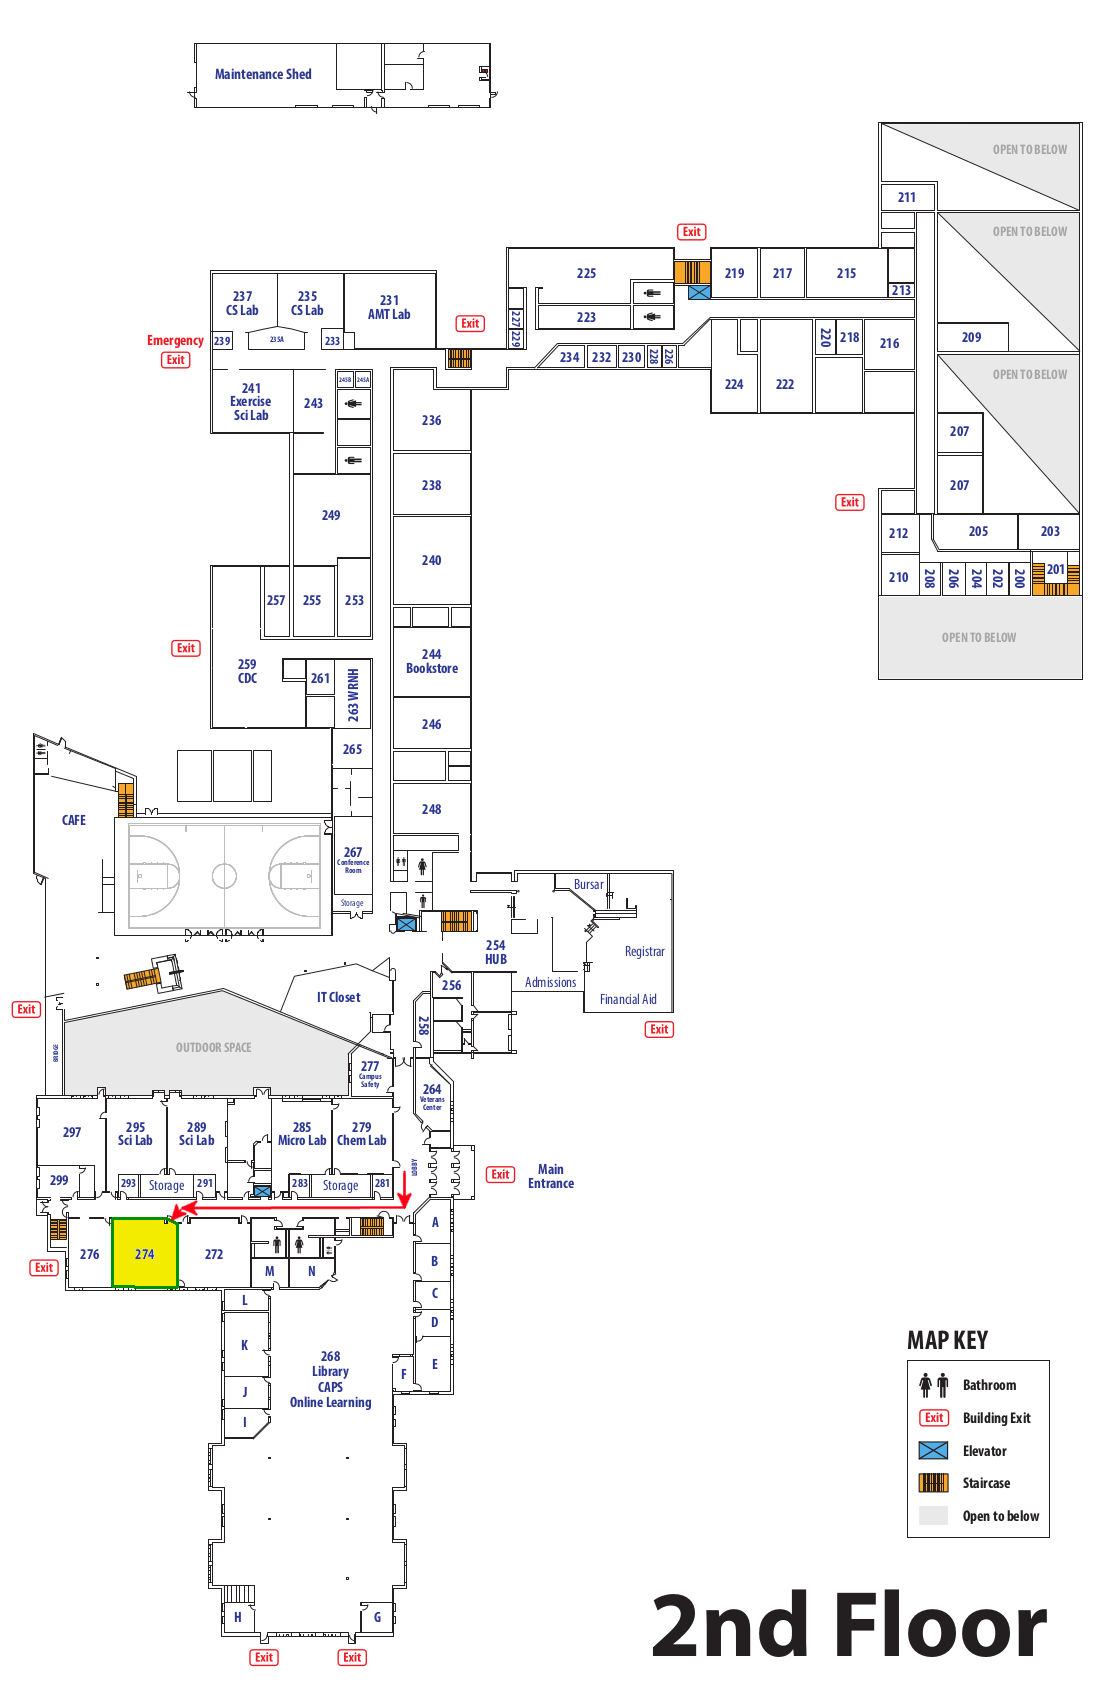 Maintenance Shed
OPEN TO BELOW
211
OPEN TO BELOW
Exit
225
219
217
215
213
237
CS Lab
235
CS Lab
231
AMT Lab
227
223
Exit
229
Emergency
Exit
239
235A
233
234
232
230
228
226
220
218
216
209
224
222
OPEN TO BELOW
241
Exercise
Sci Lab
243
245B
245A
236
207
238
207
Exit
249
240
212
205
203
210
208
206
204
202
200
201
257
255
253
OPEN TO BELOW
Exit
259
CDC
261
263 WRNH
244
Bookstore
246
265
248
CAFE
267
Conference
Room
Storage
Bursar
254
HUB
Registrar
Admissions
Financial Aid
256
IT Closet
Exit
258
Exit
OUTDOOR SPACE
BRIDGE
277
Campus
Safety
264
Veterans
Center
297
295
Sci Lab
289
Sci Lab
285
Micro Lab
279
Chem Lab
LOBBY
Exit
Main
Entrance
299
293
Storage
291
283
Storage
281
A
276
274
272
B
Exit
M
N
C
L
D
K
268
Library
CAPS
Online Learning
E
F
J
I
H
G
Exit
Exit
MAP KEY
Bathroom
Exit
Building Exit
Elevator
Staircase
Open to below
2nd Floor